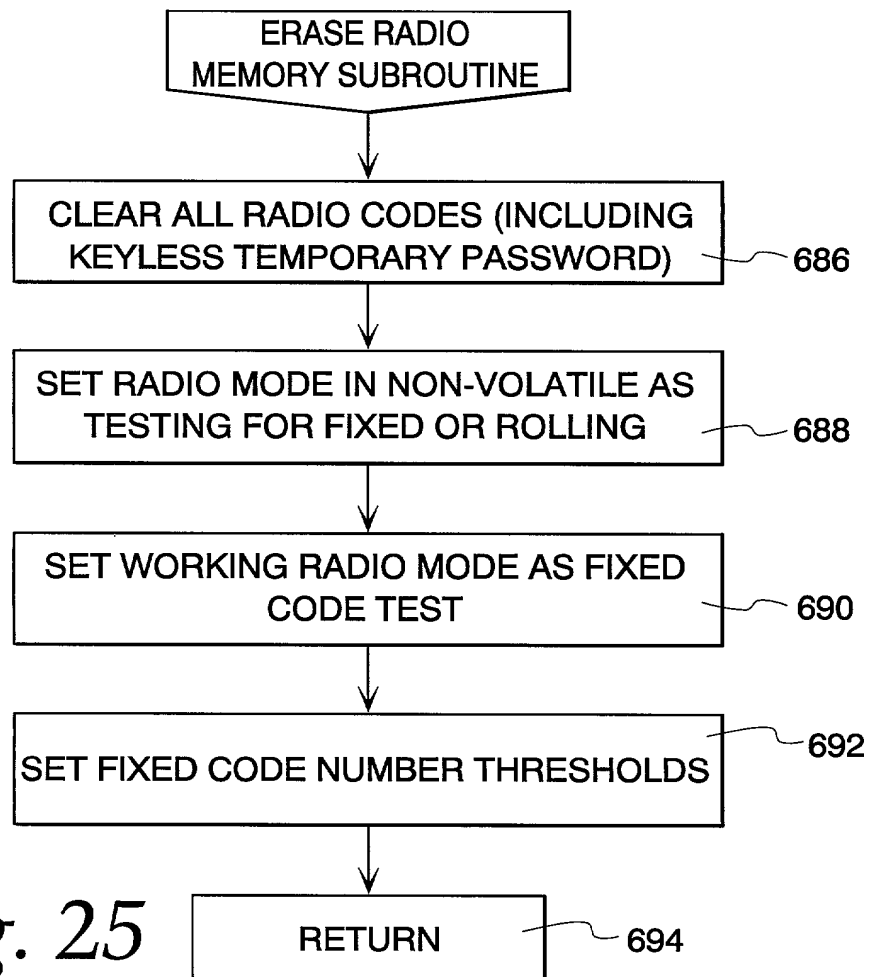 ERASE RADIO
MEMORY SUBROUTINE
CLEAR ALL RADIO CODES (INCLUDING
KEYLESS TEMPORARY PASSWORD)
686
SET RADIO MODE IN NON-VOLATILE AS
TESTING FOR FIXED OR ROLLING
688
SET WORKING RADIO MODE AS FIXED
CODE TEST
690
SET FIXED CODE NUMBER THRESHOLDS
692
RETURN
694
g. 25